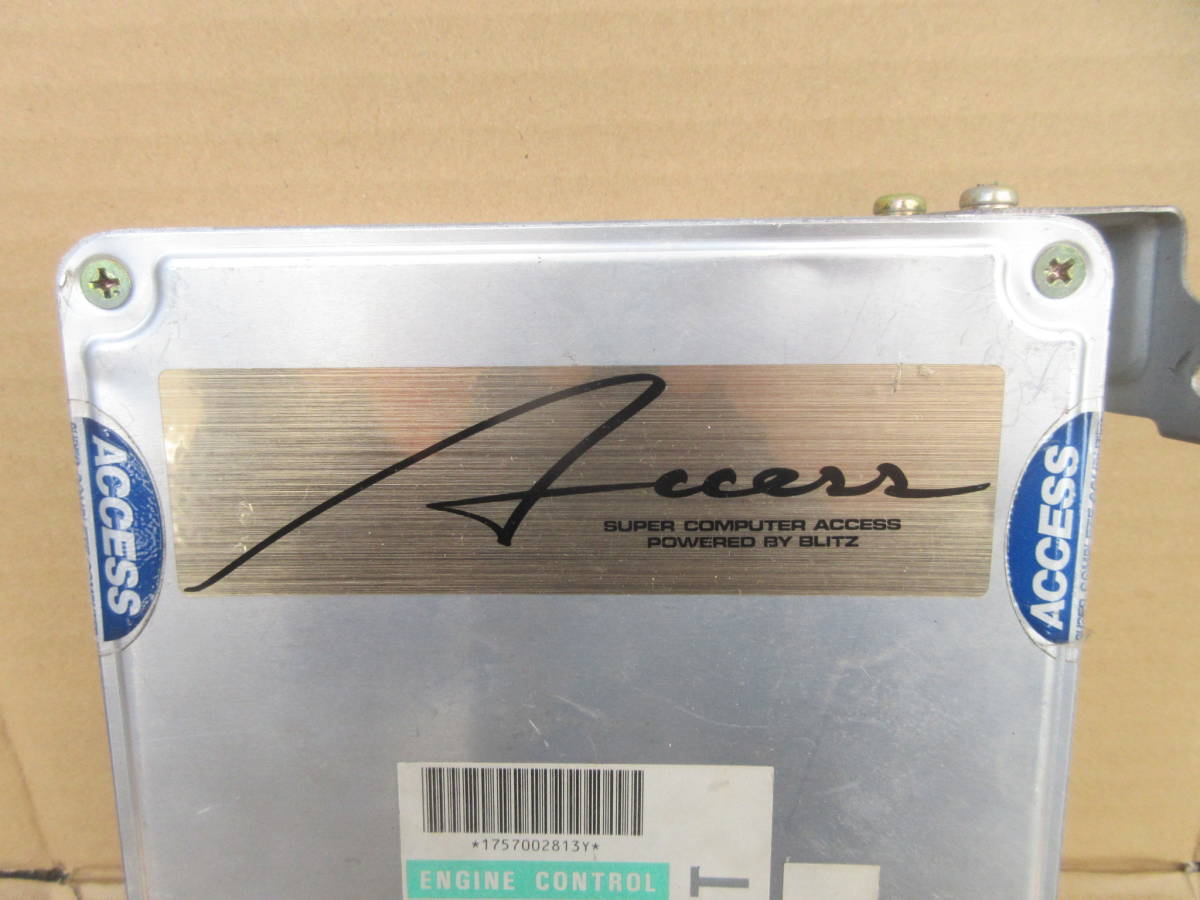 Access
SUPER COMPUTER ACCESS
POWERED BY BLITZ
ACCESS
ACCESS
*1757002813Y*
ENGINE CONTROL
T